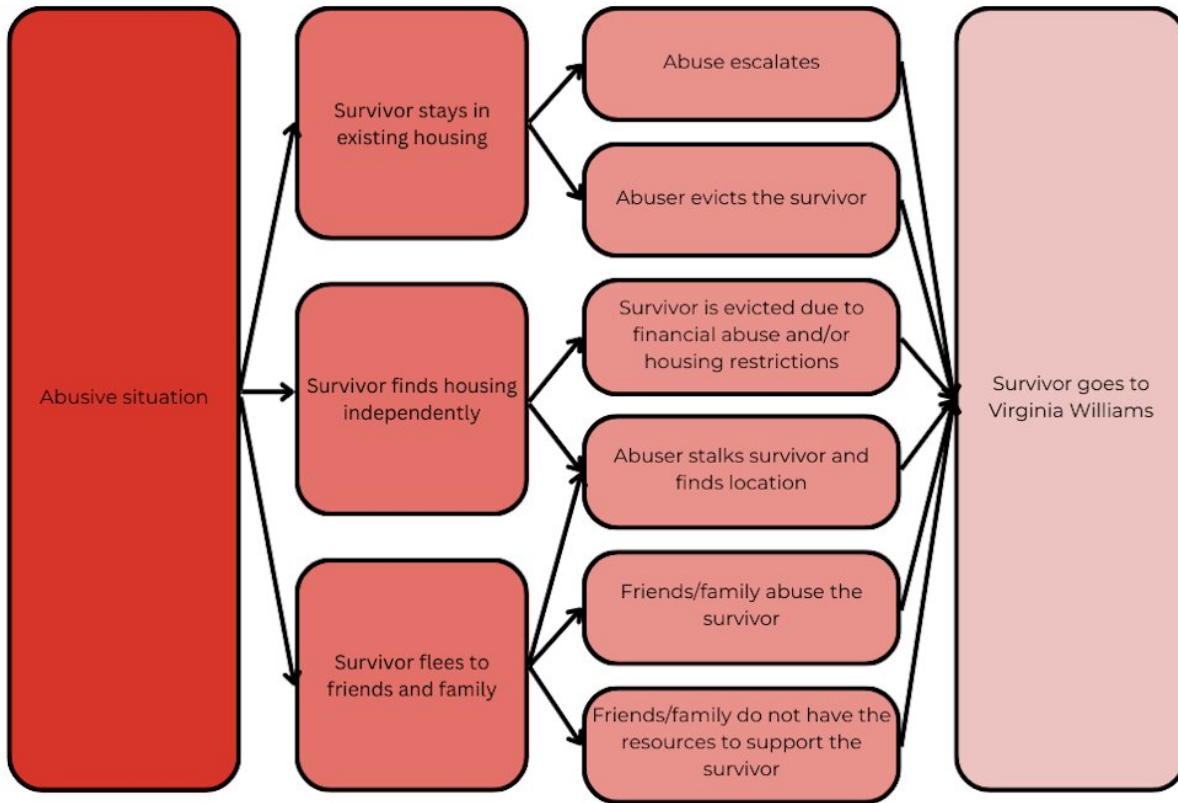 Abusive situation
Survivor stays in
existing housing
Survivor finds housing
independently
Survivor flees to
friends and family
Abuse escalates
Abuser evicts the survivor
Survivor is evicted due to
financial abuse and/or
housing restrictions
Abuser stalks survivor and
finds location
Friends/family abuse the
survivor
Friends/family do not have the
resources to support the
survivor
Survivor goes to
Virginia Williams